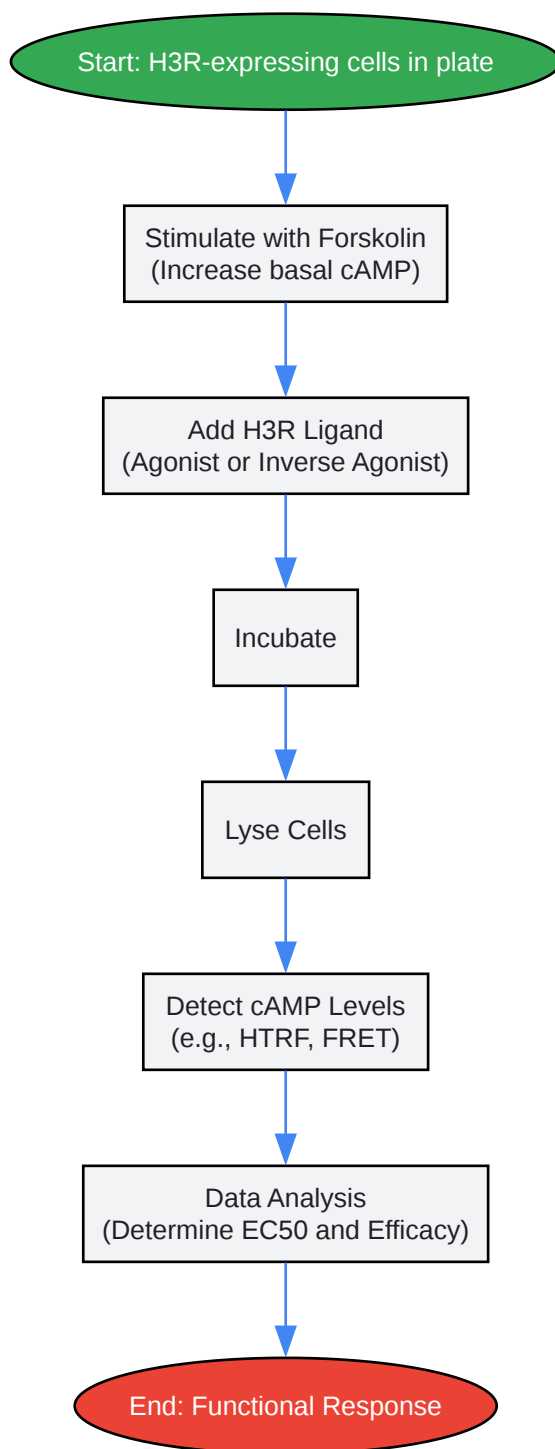 Start: H3R-expressing cells in plate
Stimulate with Forskolin
(Increase basal cAMP)
Add H3R Ligand
(Agonist or Inverse Agonist)
Incubate
Lyse Cells
Detect cAMP Levels
(e.g., HTRF, FRET)
Data Analysis
(Determine EC50 and Efficacy)
End: Functional Response